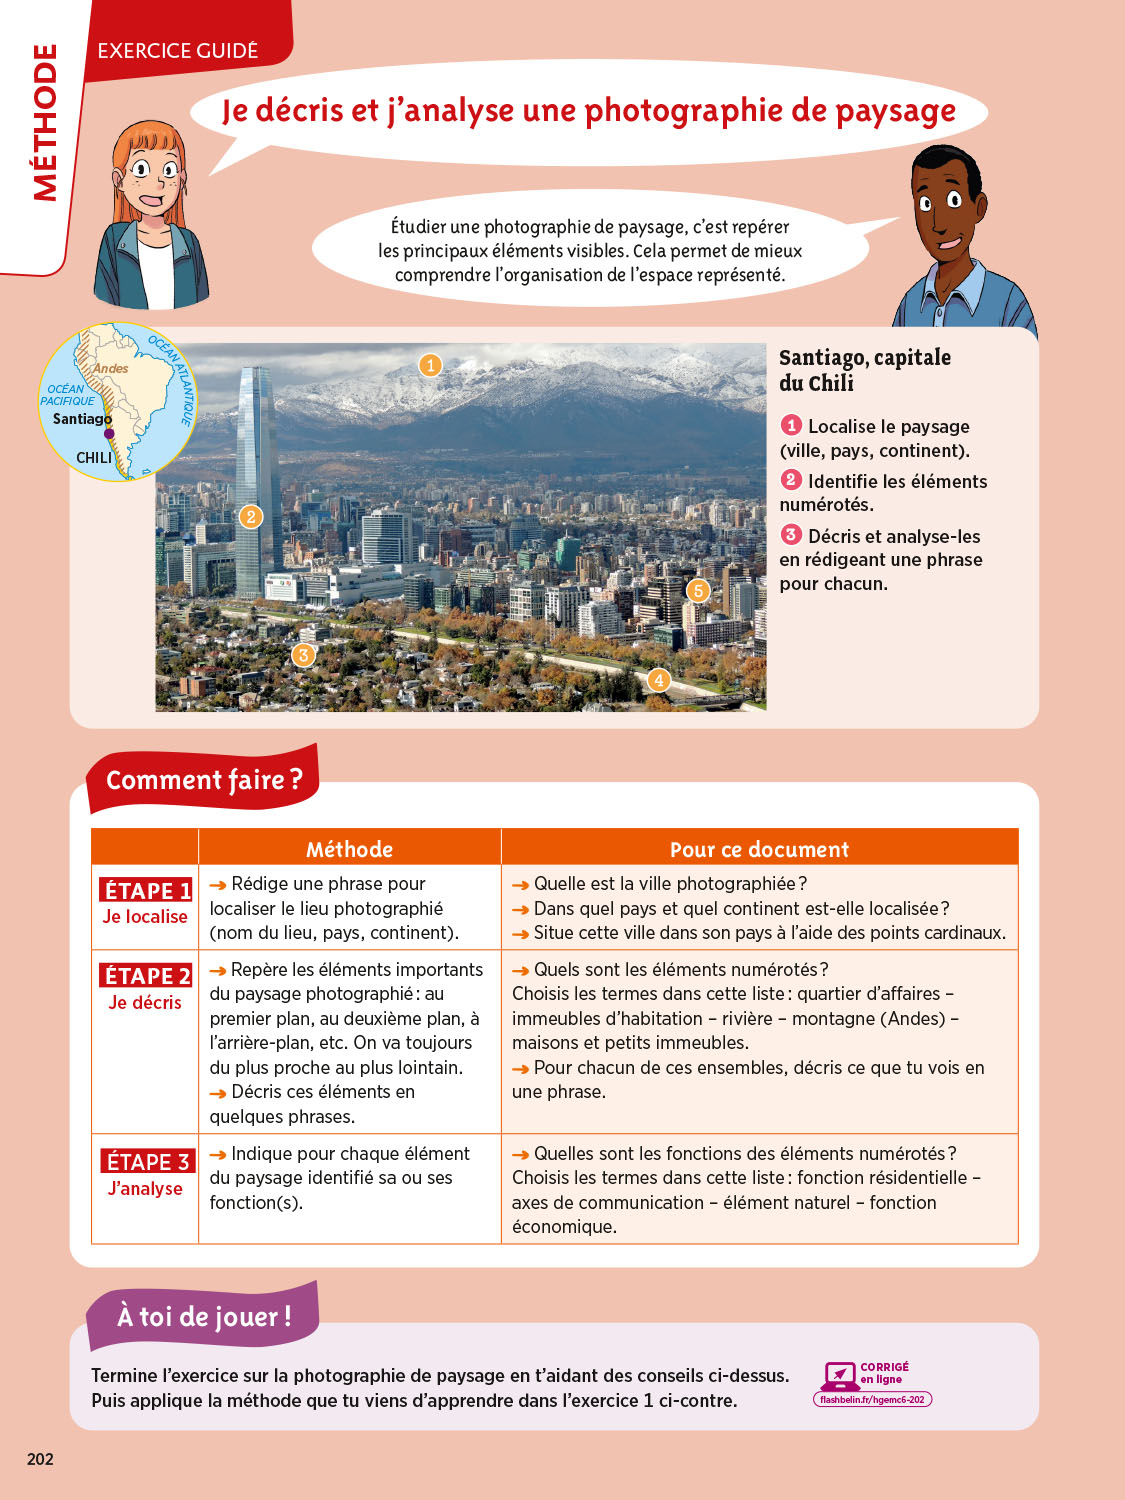 MÉTHODE
EXERCICE GUIDÉ
Je décris et j'analyse une photographie de paysage
Étudier une photographie de paysage, c'est repérer
les principaux éléments visibles. Cela permet de mieux
comprendre l'organisation de l'espace représenté.
OCÉAN ATLANTIQUE
Andes
OCÉAN
PACIFIQUE
Santiago
CHILI
1
2
3
4
5
Santiago, capitale
du Chili
1 Localise le paysage
(ville, pays, continent).
2 Identifie les éléments
numérotés.
3 Décris et analyse-les
en rédigeant une phrase
pour chacun.
Comment faire ?
Méthode
Pour ce document
ÉTAPE 1
Je localise
→ Rédige une phrase pour
localiser le lieu photographié
(nom du lieu, pays, continent).
→ Quelle est la ville photographiée ?
→ Dans quel pays et quel continent est-elle localisée ?
→ Situe cette ville dans son pays à l'aide des points cardinaux.
ÉTAPE 2
Je décris
→ Repère les éléments importants
du paysage photographié : au
premier plan, au deuxième plan, à
l'arrière-plan, etc. On va toujours
du plus proche au plus lointain.
→ Décris ces éléments en
quelques phrases.
→ Quels sont les éléments numérotés ?
Choisis les termes dans cette liste : quartier d'affaires –
immeubles d'habitation – rivière – montagne (Andes) –
maisons et petits immeubles.
→ Pour chacun de ces ensembles, décris ce que tu vois en
une phrase.
ÉTAPE 3
J'analyse
→ Indique pour chaque élément
du paysage identifié sa ou ses
fonction(s).
→ Quelles sont les fonctions des éléments numérotés ?
Choisis les termes dans cette liste : fonction résidentielle –
axes de communication – élément naturel – fonction
économique.
À toi de jouer !
Termine l'exercice sur la photographie de paysage en t'aidant des conseils ci-dessus.
Puis applique la méthode que tu viens d'apprendre dans l'exercice 1 ci-contre.
CORRIGÉ
en ligne
flashbelin.fr/hgemc6-202
202